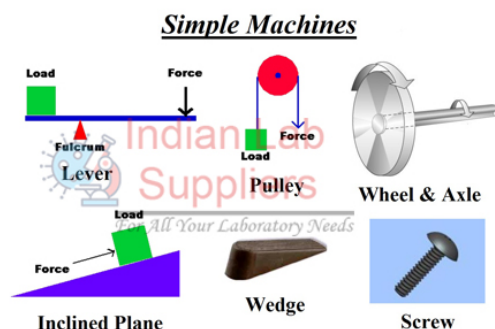 Simple Machines
Load
Force
Fulcrum
Lever
Load
Force
Pulley
Wheel & Axle
Indian Lab
Suppliers
For All Your Laboratory Needs
Load
Force
Inclined Plane
Wedge
Screw